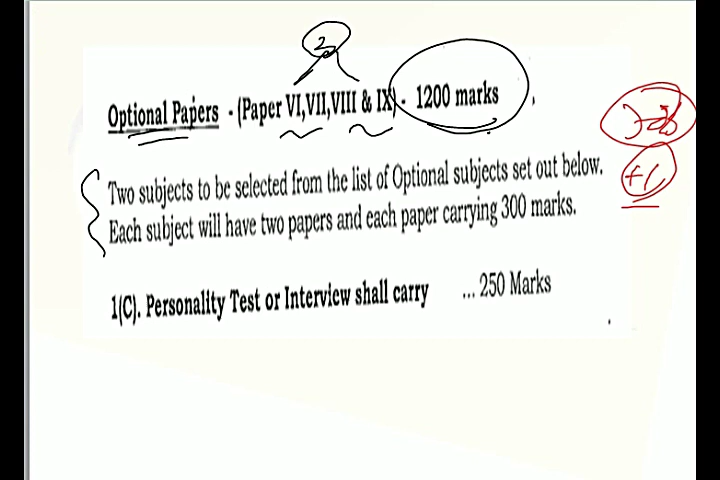 2
Optional Papers - (Paper VI,VII,VIII & IX) - 1200 marks
Two subjects to be selected from the list of Optional subjects set out below.
Each subject will have two papers and each paper carrying 300 marks.
1(C). Personality Test or Interview shall carry ... 250 Marks